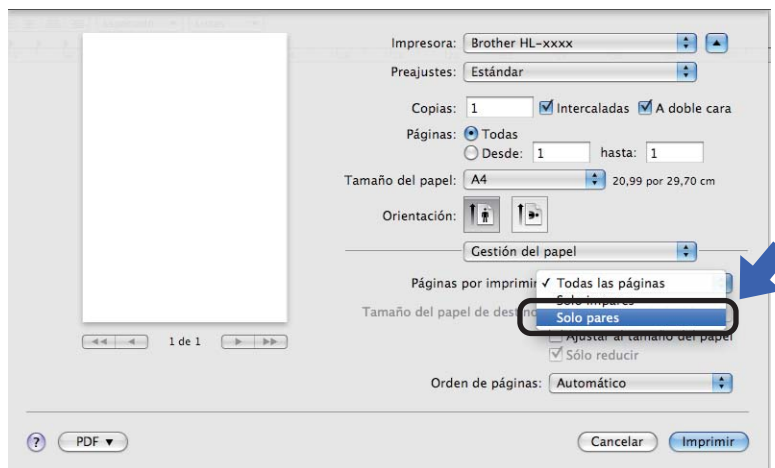 Impresora: Brother HL-xxxx
Preajustes: Estándar
Copias: 1 Intercaladas A doble cara
Páginas: Todas
Desde: 1 hasta: 1
Tamaño del papel: A4 20,99 por 29,70 cm
Orientación:
Gestión del papel
Páginas por imprimir ✓ Todas las páginas
Solo impares
Tamaño del papel de destino
Solo pares
Ajustar al tamaño del papel
1 de 1
Sólo reducir
Orden de páginas: Automático
? PDF ▼ Cancelar Imprimir